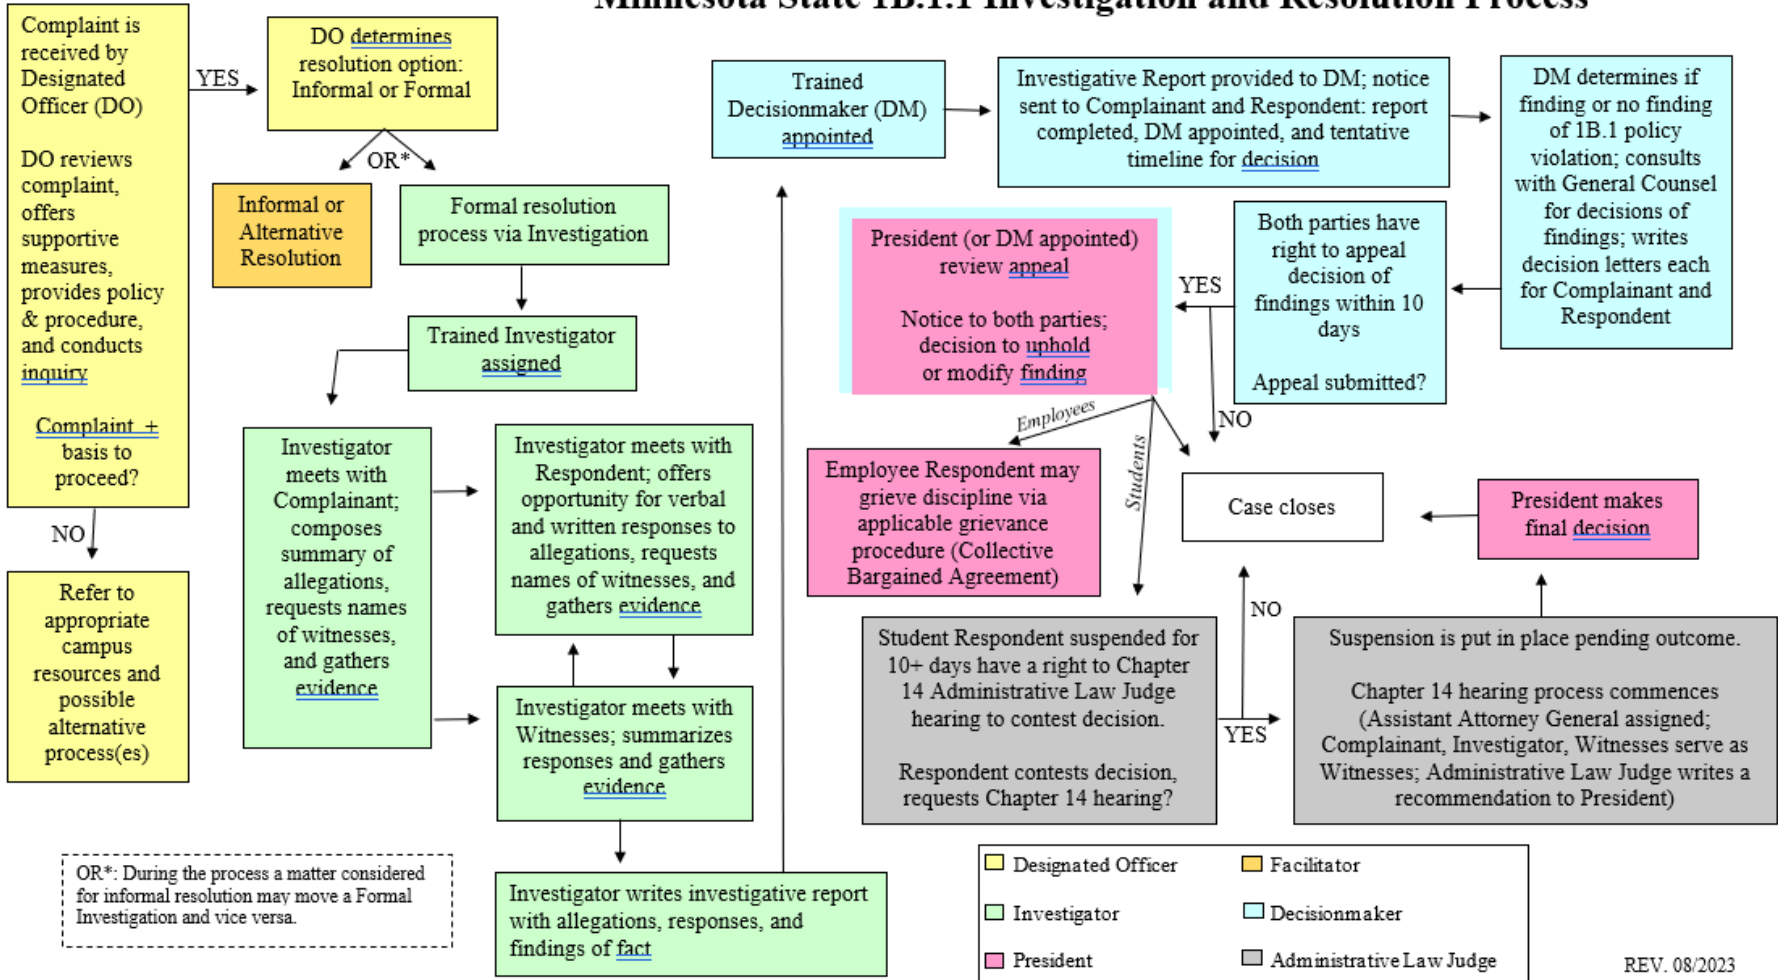 Minnesota State 1B.1.1 Investigation and Resolution Process
Complaint is
received by
Designated
Officer (DO)
DO reviews
complaint,
offers
supportive
measures,
provides policy
& procedure,
and conducts
inquiry
Complaint +
basis to
proceed?
YES
NO
Refer to
appropriate
campus
resources and
possible
alternative
process(es)
DO determines
resolution option:
Informal or Formal
OR*
Informal or
Alternative
Resolution
Formal resolution
process via Investigation
Trained Investigator
assigned
Investigator
meets with
Complainant;
composes
summary of
allegations,
requests names
of witnesses,
and gathers
evidence
Investigator meets with
Respondent; offers
opportunity for verbal
and written responses to
allegations, requests
names of witnesses, and
gathers evidence
Investigator meets with
Witnesses; summarizes
responses and gathers
evidence
Investigator writes investigative report
with allegations, responses, and
findings of fact
Trained
Decisionmaker (DM)
appointed
Investigative Report provided to DM; notice
sent to Complainant and Respondent: report
completed, DM appointed, and tentative
timeline for decision
DM determines if
finding or no finding
of 1B.1 policy
violation; consults
with General Counsel
for decisions of
findings; writes
decision letters each
for Complainant and
Respondent
Both parties have
right to appeal
decision of
findings within 10
days
Appeal submitted?
YES
NO
President (or DM appointed)
review appeal
Notice to both parties;
decision to uphold
or modify finding
Employees
Students
Employee Respondent may
grieve discipline via
applicable grievance
procedure (Collective
Bargained Agreement)
Case closes
President makes
final decision
Student Respondent suspended for
10+ days have a right to Chapter
14 Administrative Law Judge
hearing to contest decision.
Respondent contests decision,
requests Chapter 14 hearing?
NO
YES
Suspension is put in place pending outcome.
Chapter 14 hearing process commences
(Assistant Attorney General assigned;
Complainant, Investigator, Witnesses serve as
Witnesses; Administrative Law Judge writes a
recommendation to President)
OR*: During the process a matter considered
for informal resolution may move a Formal
Investigation and vice versa.
Designated Officer
Facilitator
Investigator
Decisionmaker
President
Administrative Law Judge
REV. 08/2023